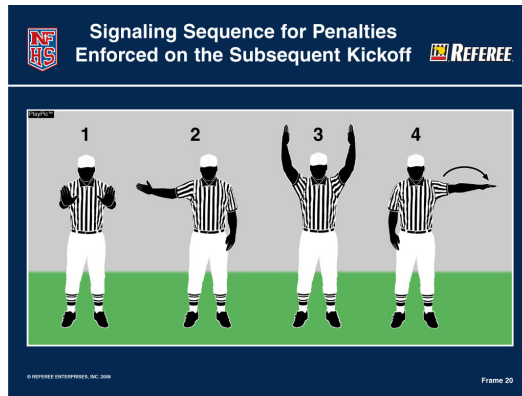 NF
HS
Signaling Sequence for Penalties
Enforced on the Subsequent Kickoff
REFEREE
PlayPic™
1 2 3 4
© REFEREE ENTERPRISES, INC. 2008
Frame 20